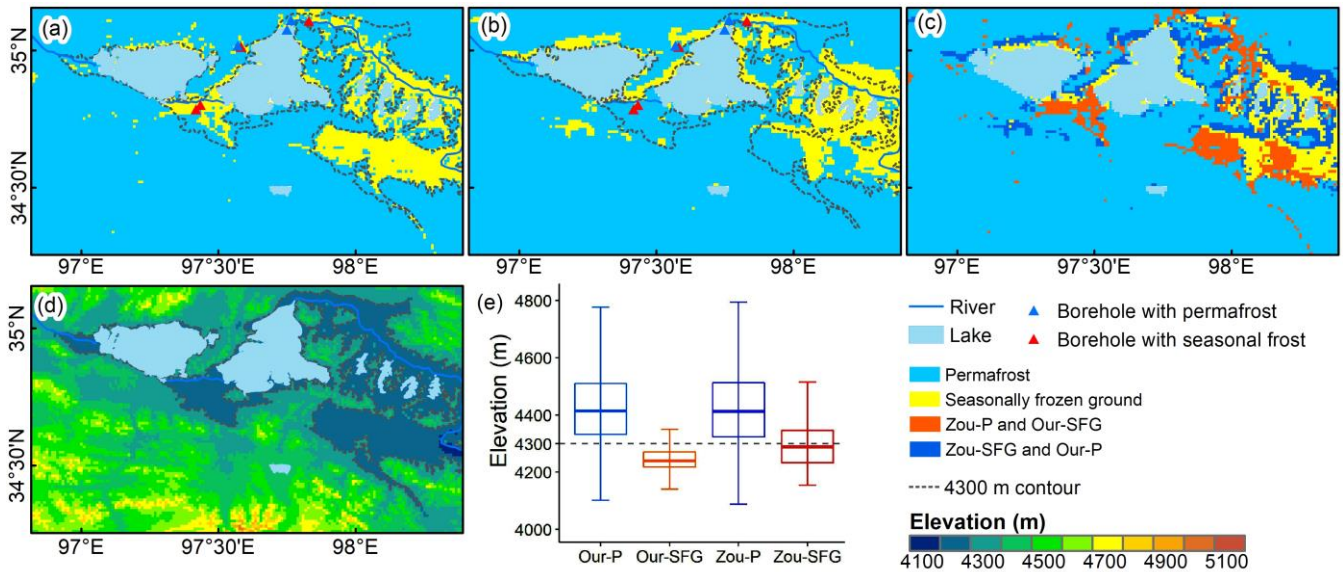 (a)
(b)
(c)
35°N
34°30'N
97°E
97°30'E
98°E
97°E
97°30'E
98°E
97°E
97°30'E
98°E
(d)
35°N
34°30'N
97°E
97°30'E
98°E
(e)
Elevation (m)
4800
4600
4400
4300
4200
4000
Our-P
Our-SFG
Zou-P
Zou-SFG
River
Lake
Borehole with permafrost
Borehole with seasonal frost
Permafrost
Seasonally frozen ground
Zou-P and Our-SFG
Zou-SFG and Our-P
4300 m contour
Elevation (m)
4100 4300 4500 4700 4900 5100